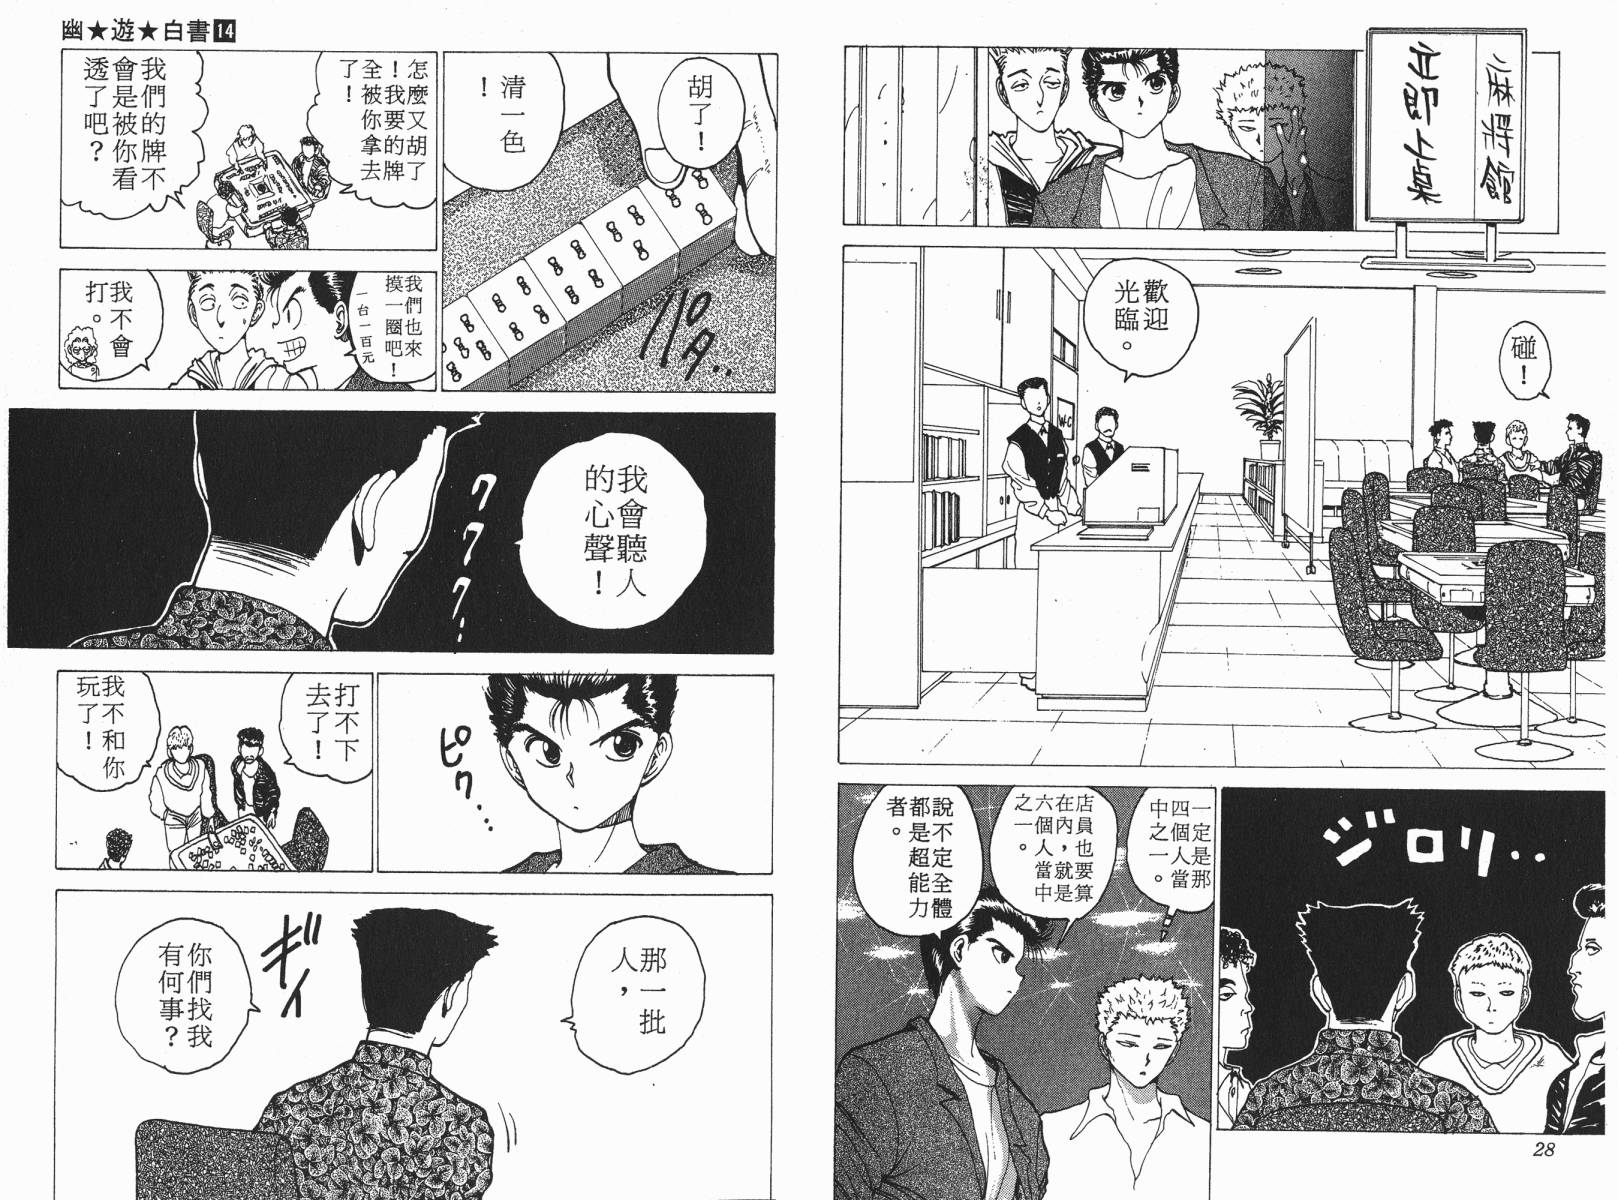 麻將館
歡迎
光臨。
碰!
ジロリ‥
一定是那
四個人當
中之一。
店員也要算
在內,就是
六個人當中
之一。
說不定全體
都是超能力
者。
W·C
28
幽★遊★白書14
胡了!
清一色
!
パタ‥
怎麼又胡了
!我要的牌
全被你拿去
了!
我們的牌不
會是被你看
透了吧?
我們也來
摸一圈吧!
一台一百元
我不會
打。
我會聽人
的心聲!
ククク‥
ピク‥
打不下
去了!
我不和你
玩了!
那一批
人,
ギイ
你們找我
有何事?